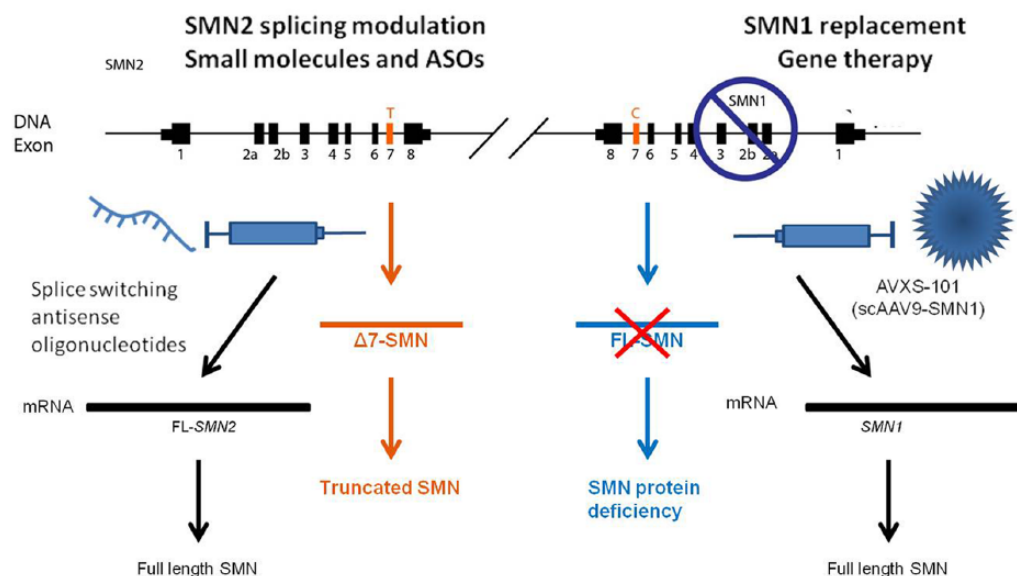 SMN2 splicing modulation
Small molecules and ASOs
SMN1 replacement
Gene therapy
SMN2
DNA
Exon
T
1
2a
2b
3
4
5
6
7
8
C
SMN1
8
7
6
5
4
3
2b
2a
1
Splice switching
antisense
oligonucleotides
Δ7-SMN
FL-SMN
AVXS-101
(scAAV9-SMN1)
mRNA
FL-SMN2
mRNA
SMN1
Truncated SMN
SMN protein
deficiency
Full length SMN
Full length SMN